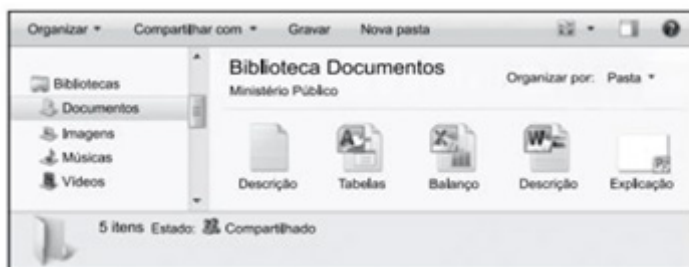 Organizar Compartilhar com Gravar Nova pasta
Bibliotecas
Documentos
Imagens
Músicas
Vídeos
Biblioteca Documentos
Ministério Público
Organizar por: Pasta
Descrição Tabelas Balanço Descrição Explicação
5 itens Estado: Compartilhado